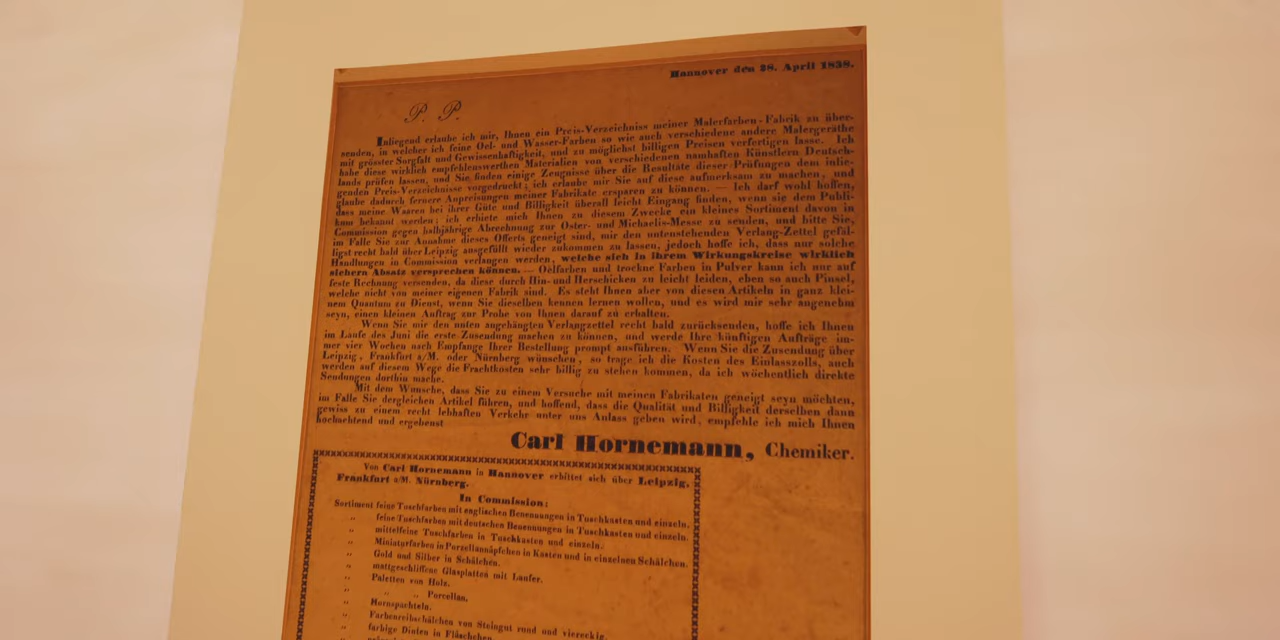 Hannover den 28. April 1838.
P. P.
Inliegend erlaube ich mir, Ihnen ein Preis-Verzeichniss meiner Malerfarben-Fabrik zu über-
senden, in welcher ich feine Oel- und Wasser-Farben so wie auch verschiedene andere Malergeräthe
mit grösster Sorgfalt und Gewissenhaftigkeit, und zu möglichst billigen Preisen verfertigen lasse. Ich
habe diese wirklich empfehlenswerthen Materialien von verschiedenen namhaften Künstlern Deutsch-
lands prüfen lassen, und Sie finden einige Zeugnisse über die Resultate dieser Prüfungen dem inlie-
genden Preis-Verzeichnisse vorgedruckt; ich erlaube mir Sie auf diese aufmerksam zu machen, und
glaube dadurch fernere Anpreisungen meiner Fabrikate ersparen zu können. — Ich darf wohl hoffen,
dass meine Waaren bei ihrer Güte und Billigkeit überall leicht Eingang finden, wenn sie dem Publi-
kum bekannt werden; ich erbiete mich Ihnen zu diesem Zwecke ein kleines Sortiment davon in
Commission gegen halbjährige Abrechnung zur Oster- und Michaelis-Messe zu senden, und bitte Sie,
im Falle Sie zur Annahme dieses Offerts geneigt sind, mir den untenstehenden Verlang-Zettel gefäl-
ligst recht bald über Leipzig ausgefüllt wieder zukommen zu lassen, jedoch hoffe ich, dass nur solche
Handlungen in Commission verlangen werden, welche sich in ihrem Wirkungskreise wirklich
sichern Absatz versprechen können. — Oelfarben und trockne Farben in Pulver kann ich nur auf
feste Rechnung versenden, da diese durch Hin- und Herschicken zu leicht leiden, eben so auch Pinsel,
welche nicht von meiner eigenen Fabrik sind. Es steht Ihnen aber von diesen Artikeln in ganz klei-
nem Quantum zu Dienst, wenn Sie dieselben kennen lernen wollen, und es wird mir sehr angenehm
seyn, einen kleinen Auftrag zur Probe von Ihnen darauf zu erhalten.
Wenn Sie mir den unten angehängten Verlangzettel recht bald zurücksenden, hoffe ich Ihnen
im Laufe des Juni die erste Zusendung machen zu können, und werde Ihre künftigen Aufträge im-
mer vier Wochen nach Empfange Ihrer Bestellung prompt ausführen. Wenn Sie die Zusendung über
Leipzig, Frankfurt a/M. oder Nürnberg wünschen, so trage ich die Kosten des Einlasszolls, auch
werden auf diesem Wege die Frachtkosten sehr billig zu stehen kommen, da ich wöchentlich direkte
Sendungen dorthin mache.
Mit dem Wunsche, dass Sie zu einem Versuche mit meinen Fabrikaten geneigt seyn möchten,
im Falle Sie dergleichen Artikel führen, und hoffend, dass die Qualität und Billigkeit derselben dann
gewiss zu einem recht lebhaften Verkehr unter uns Anlass geben wird, empfehle ich mich Ihnen
hochachtend und ergebenst
Carl Hornemann, Chemiker.
Von Carl Hornemann in Hannover erbittet sich über Leipzig,
Frankfurt a/M. Nürnberg.
In Commission:
Sortiment feine Tuschfarben mit englischen Benennungen in Tuschkasten und einzeln.
„ feine Tuschfarben mit deutschen Benennungen in Tuschkasten und einzeln.
„ mittelfeine Tuschfarben in Tuschkasten und einzeln.
„ Miniaturfarben in Porzellannäpfchen in Kasten und in einzelnen Schälchen.
„ Gold und Silber in Schälchen.
„ mattgeschliffene Glasplatten mit Laufer.
„ Paletten von Holz.
„ „ „ Porcellan.
„ Hornspachteln.
„ Farbenreibschälchen von Steingut rund und viereckig.
„ farbige Dinten in Fläschchen.